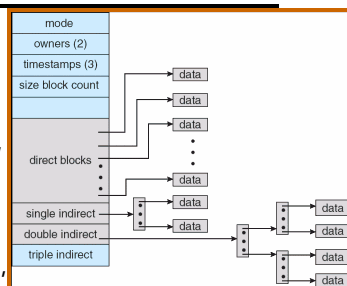 mode
owners (2)
timestamps (3)
size block count
direct blocks
single indirect
double indirect
triple indirect
data
data
data
data
data
data
data
data
data
data